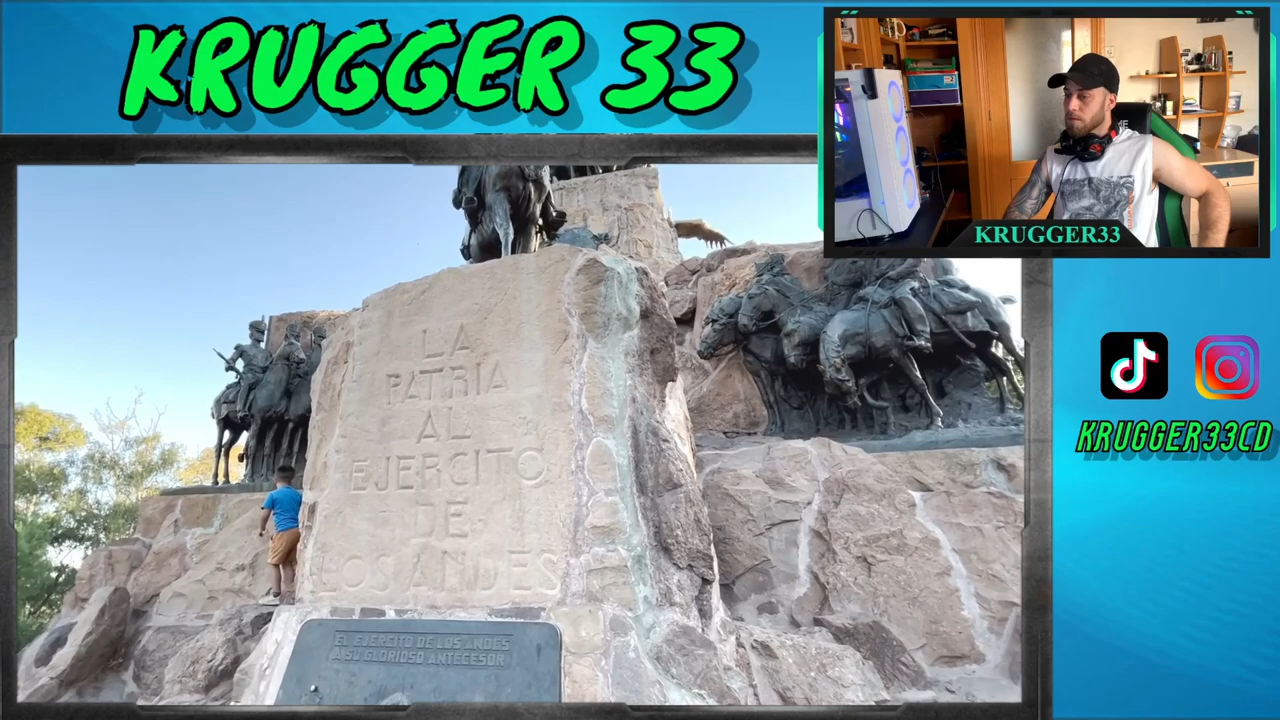 KRUGGER 33
KRUGGER33
LA
PATRIA
AL
EJERCITO
DE
LOS ANDES
EL EJERCITO DE LOS ANDES
A SU GLORIOSO ANTECESOR
KRUGGER33CD